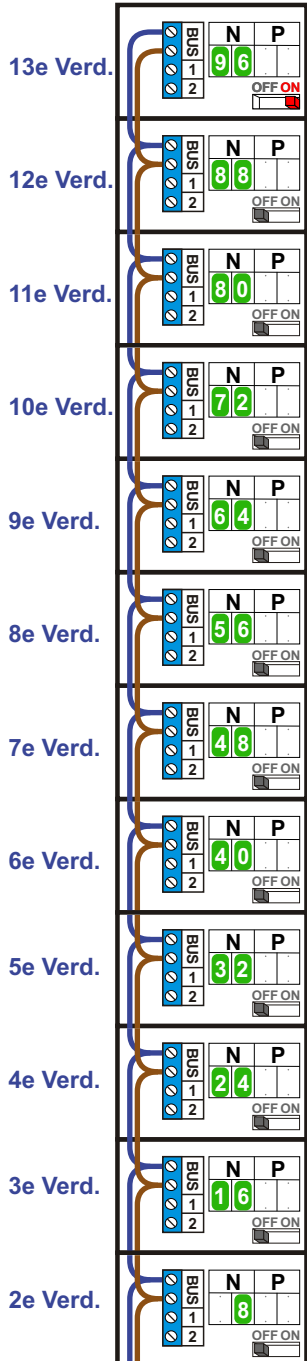 13e Verd.
BUS 1 2
N P
9 6
OFF ON
12e Verd.
BUS 1 2
N P
8 8
OFF ON
11e Verd.
BUS 1 2
N P
8 0
OFF ON
10e Verd.
BUS 1 2
N P
7 2
OFF ON
9e Verd.
BUS 1 2
N P
6 4
OFF ON
8e Verd.
BUS 1 2
N P
5 6
OFF ON
7e Verd.
BUS 1 2
N P
4 8
OFF ON
6e Verd.
BUS 1 2
N P
4 0
OFF ON
5e Verd.
BUS 1 2
N P
3 2
OFF ON
4e Verd.
BUS 1 2
N P
2 4
OFF ON
3e Verd.
BUS 1 2
N P
1 6
OFF ON
2e Verd.
BUS 1 2
N P
8
OFF ON